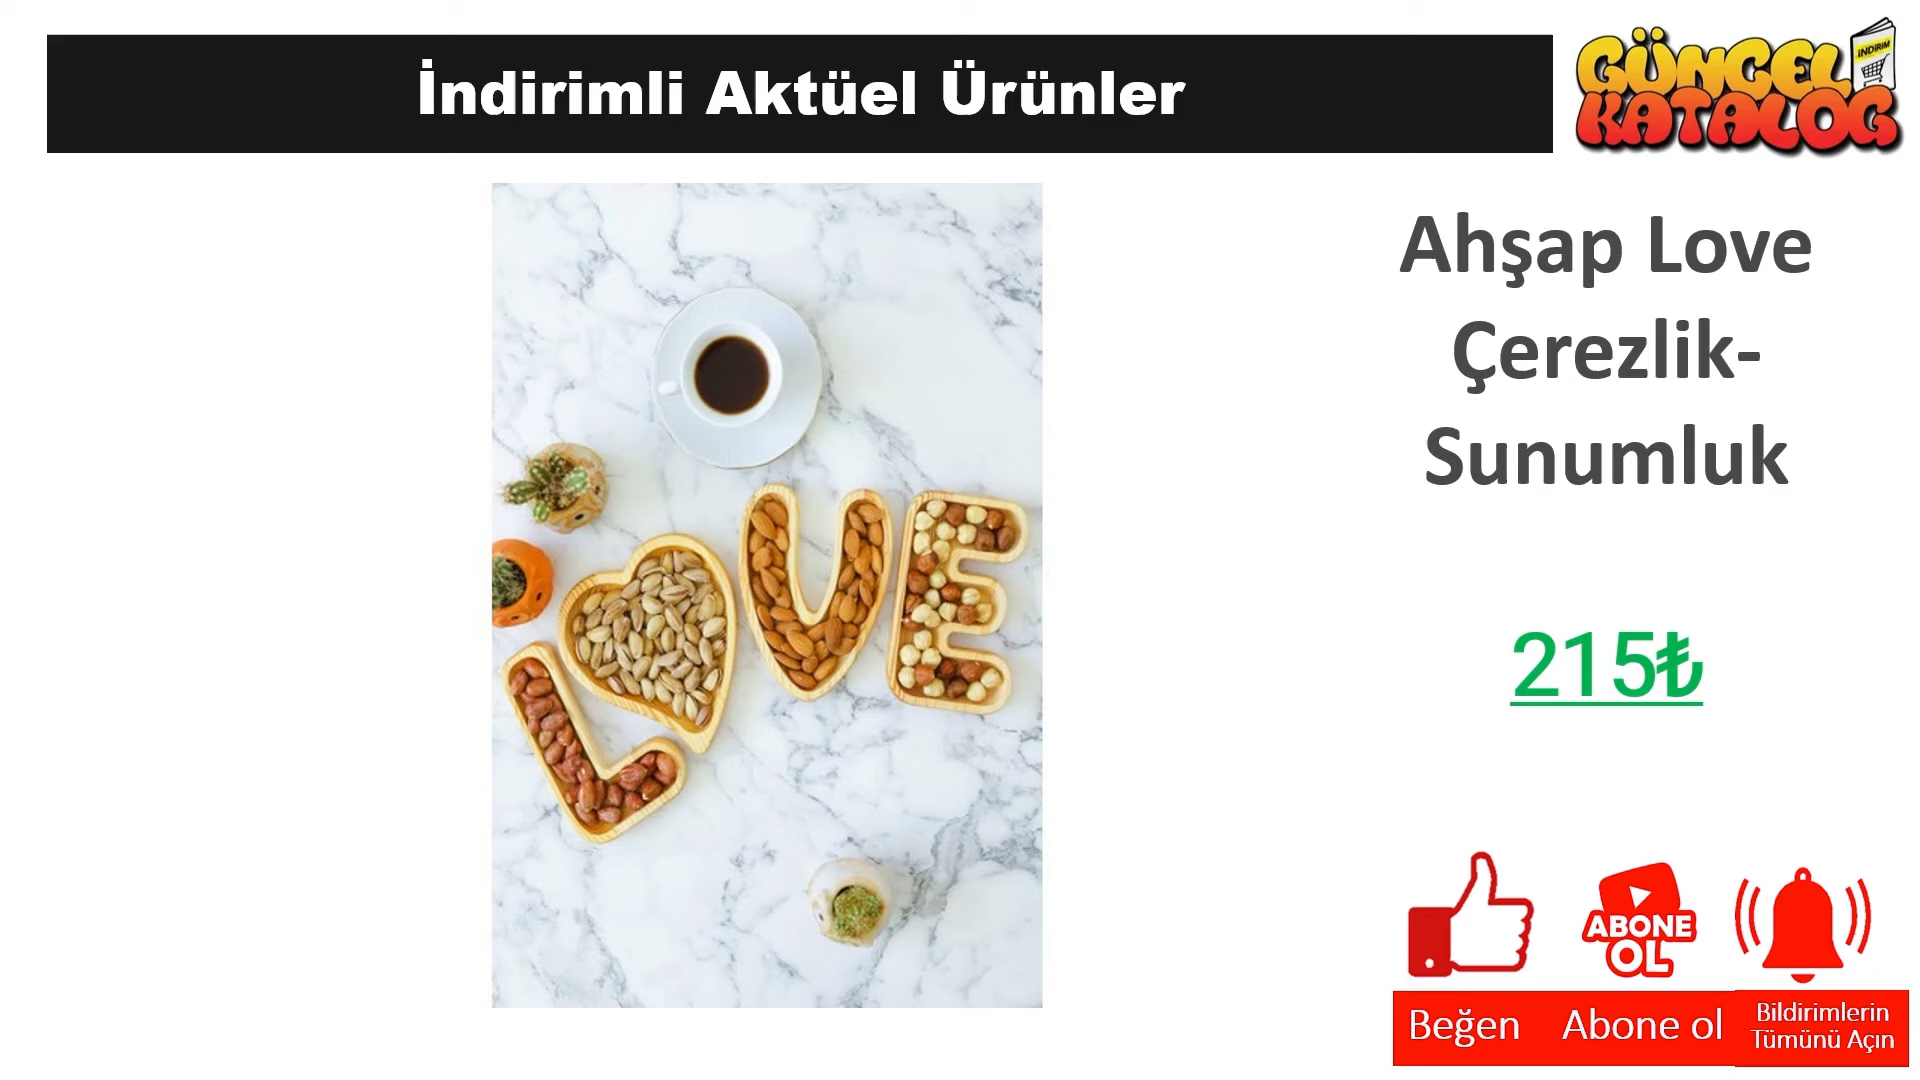 İndirimli Aktüel Ürünler
GÜNCEL
KATALOG
İNDİRİM
Ahşap Love
Çerezlik-
Sunumluk
215₺
ABONE
OL
Beğen
Abone ol
Bildirimlerin
Tümünü Açın